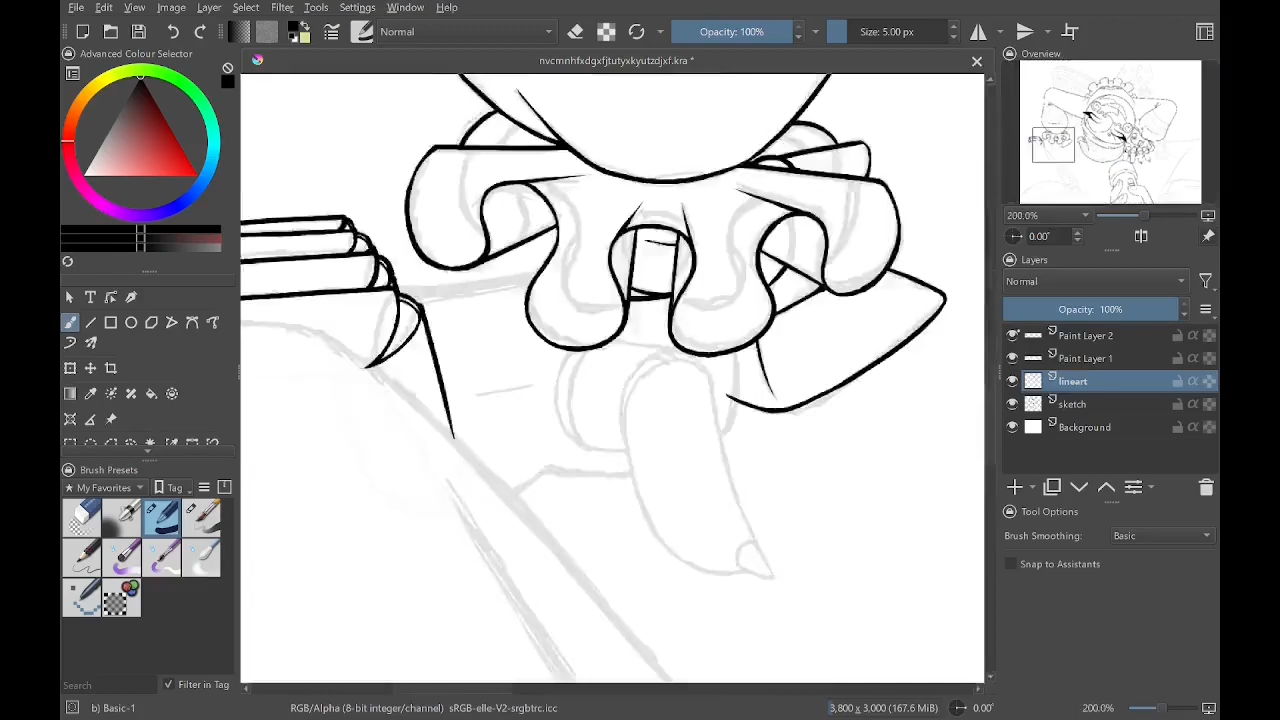 File Edit View Image Layer Select Filter Tools Settings Window Help
Normal Opacity: 100% Size: 5.00 px
Advanced Colour Selector
nvcmnhfxdgxfjtutyxkyutzdjxf.kra *
Overview
200.0%
0.00°
Layers
Normal
Opacity: 100%
Paint Layer 2
Paint Layer 1
lineart
sketch
Background
Tool Options
Brush Smoothing: Basic
Snap to Assistants
Brush Presets
My Favorites Tag
Search Filter in Tag
b) Basic-1 RGB/Alpha (8-bit integer/channel) sRGB-elle-V2-srgbtrc.icc 3,800 x 3,000 (167.6 MiB) 0.00° 200.0%